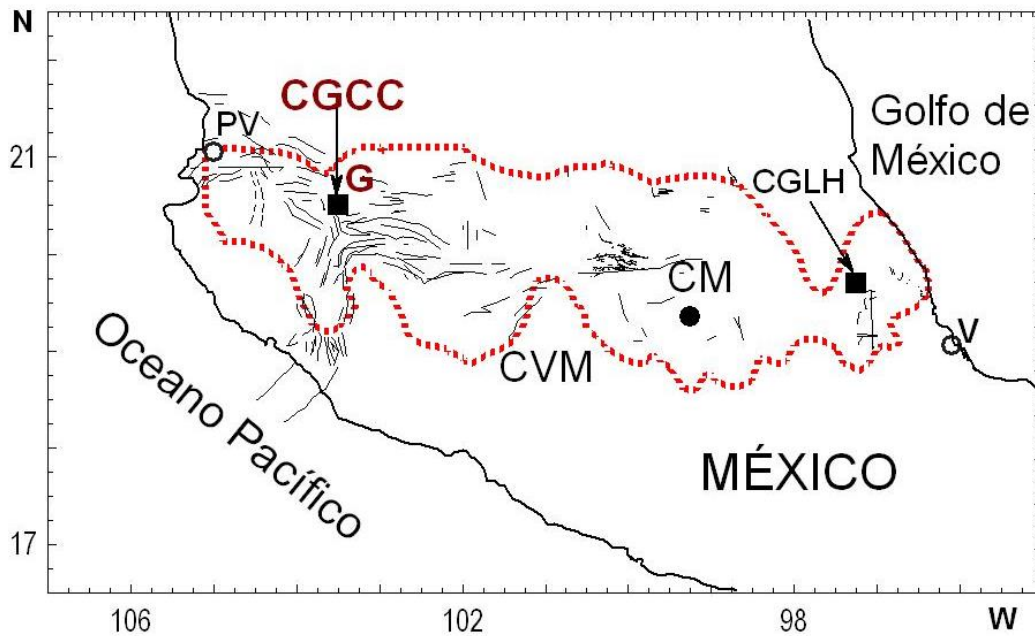 N
CGCC
PV
Golfo de
México
21
G
CGLH
CM
V
CVM
Oceano Pacífico
MÉXICO
17
106
102
98
W